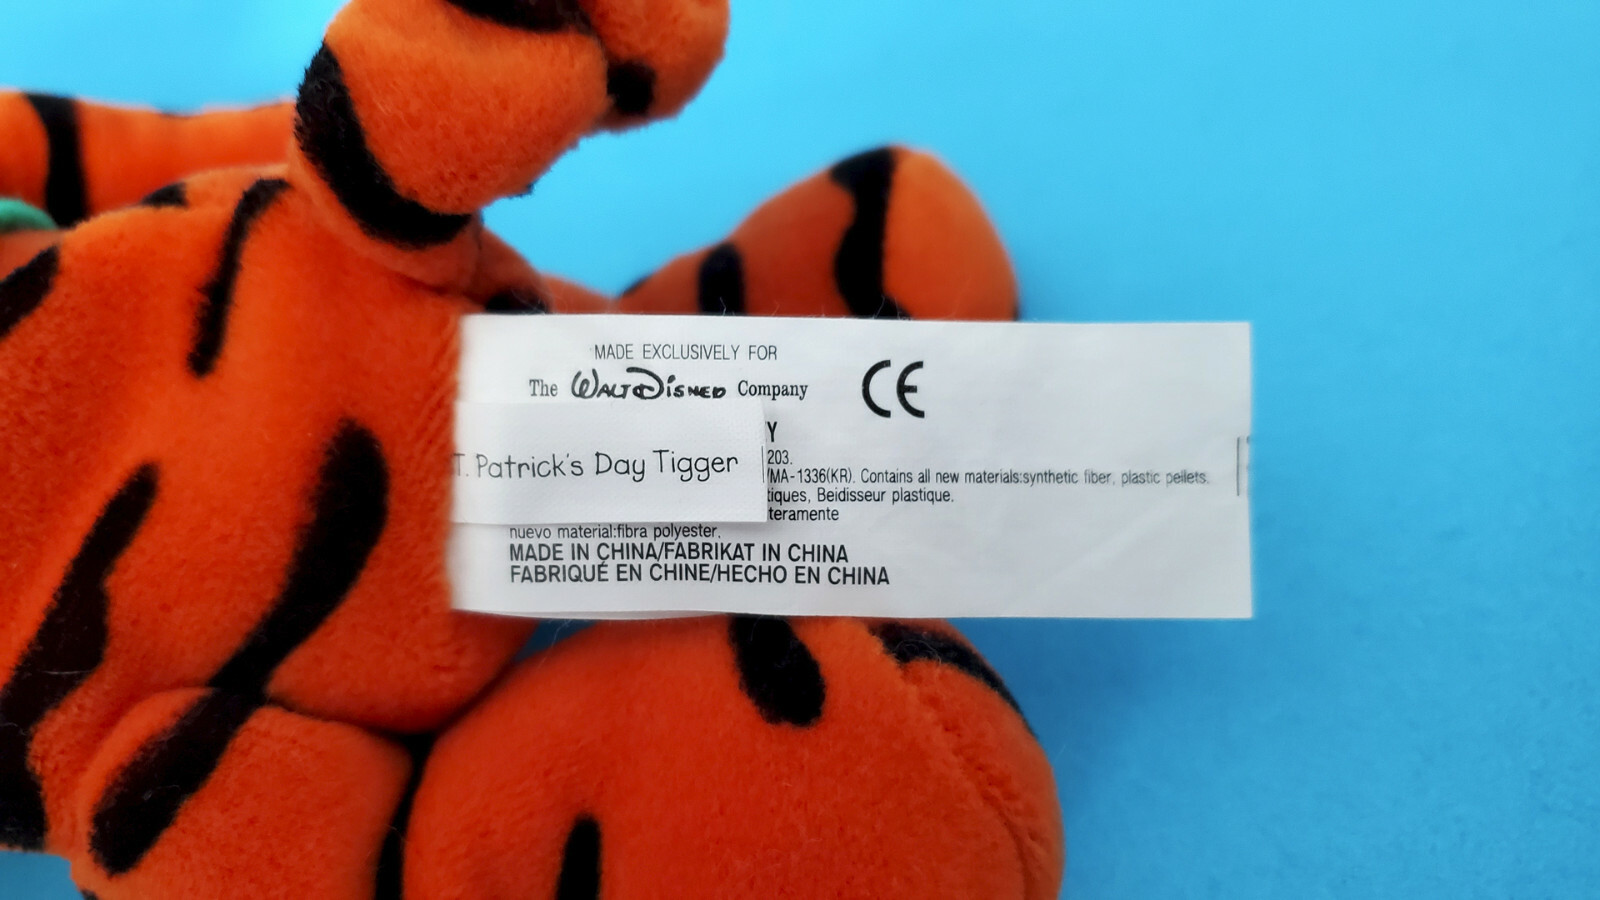 MADE EXCLUSIVELY FOR
The WALT DISNEY Company
CE
Y
T. Patrick's Day Tigger
203.
/MA-1336(KR). Contains all new materials:synthetic fiber, plastic pellets.
tiques, Beidisseur plastique.
teramente
nuevo material:fibra polyester.
MADE IN CHINA/FABRIKAT IN CHINA
FABRIQUÉ EN CHINE/HECHO EN CHINA